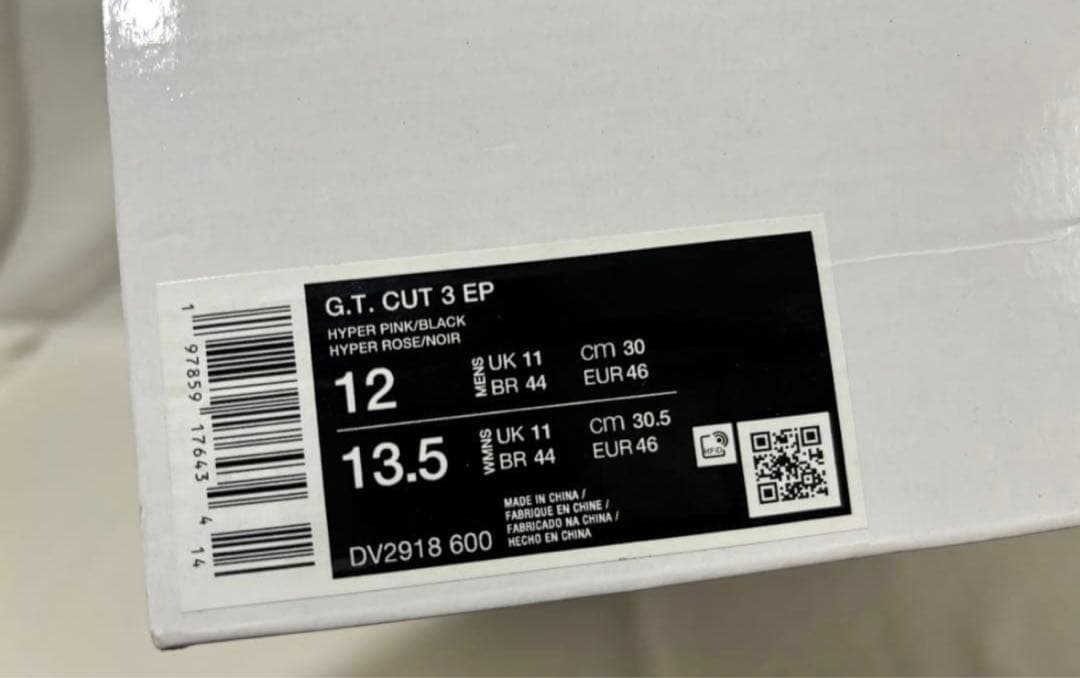 G.T. CUT 3 EP
HYPER PINK/BLACK
HYPER ROSE/NOIR
12
MENS
UK 11
BR 44
cm 30
EUR 46
13.5
WMNS
UK 11
BR 44
cm 30.5
EUR 46
RFID
MADE IN CHINA /
FABRIQUE EN CHINE /
FABRICADO NA CHINA /
HECHO EN CHINA
DV2918 600
1 97859 17643 4 14